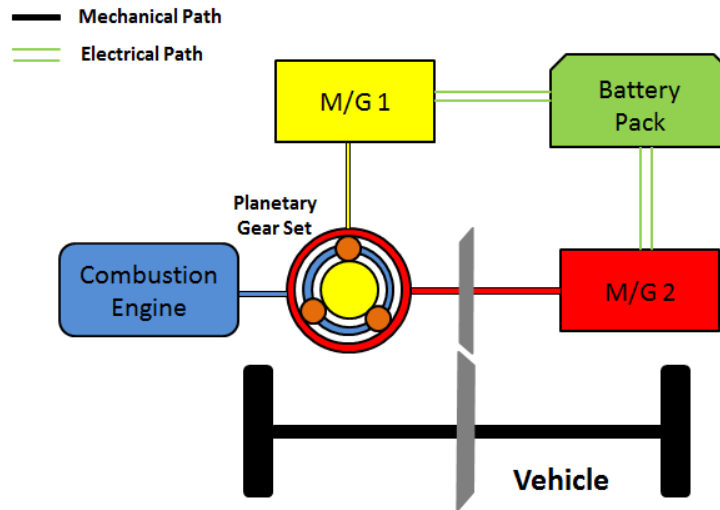 Mechanical Path
Electrical Path
M/G 1
Battery
Pack
Planetary
Gear Set
Combustion
Engine
M/G 2
Vehicle